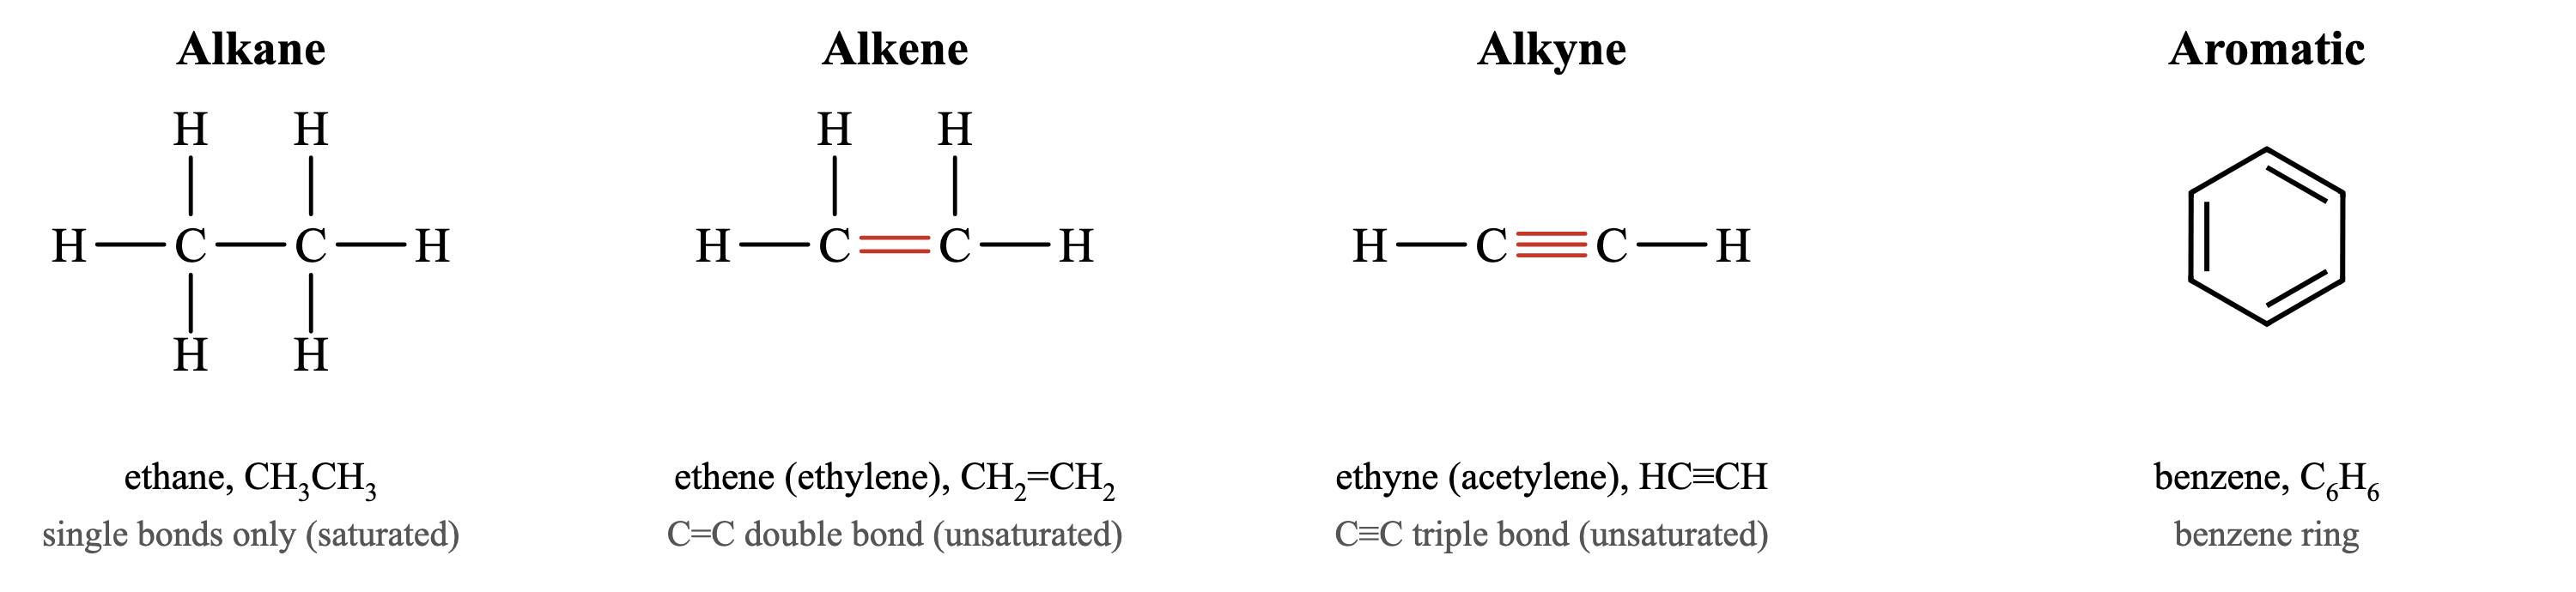 Alkane
H H
H C C H
H H
ethane, CH₃CH₃
single bonds only (saturated)
Alkene
H H
H C C H
ethene (ethylene), CH₂=CH₂
C=C double bond (unsaturated)
Alkyne
H C C H
ethyne (acetylene), HC≡CH
C≡C triple bond (unsaturated)
Aromatic
benzene, C₆H₆
benzene ring